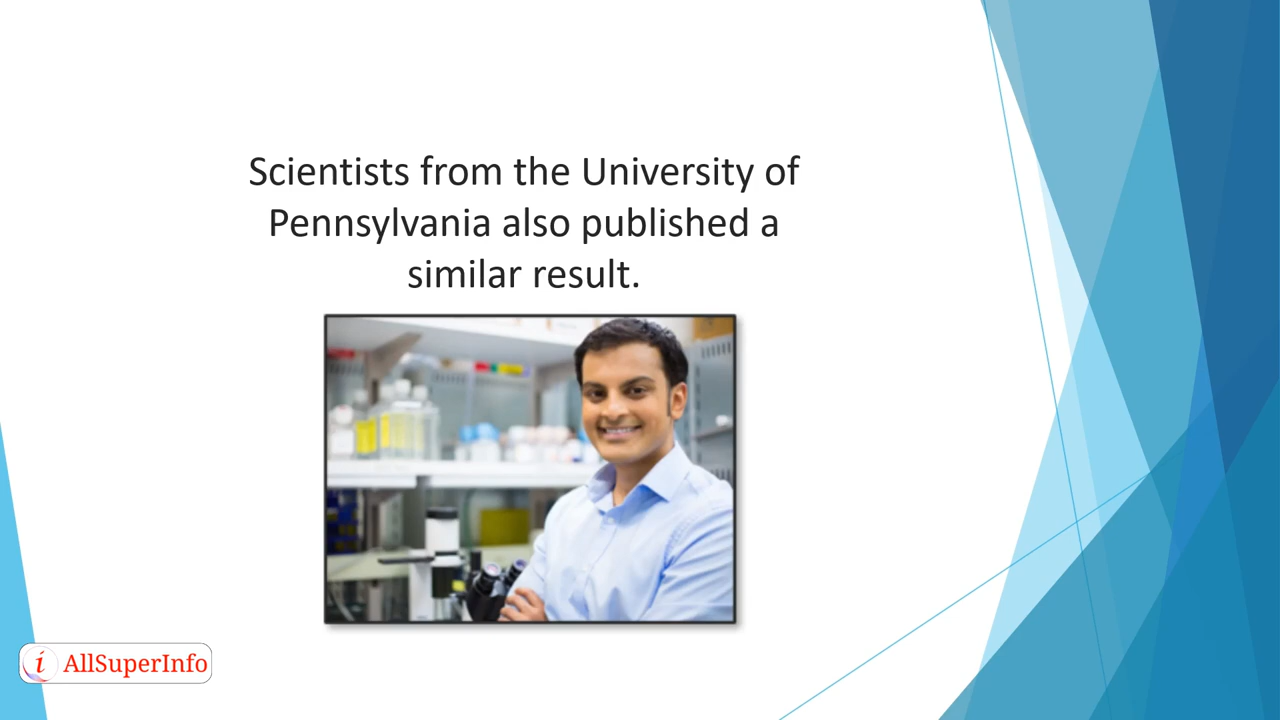 Scientists from the University of
Pennsylvania also published a
similar result.
i AllSuperInfo